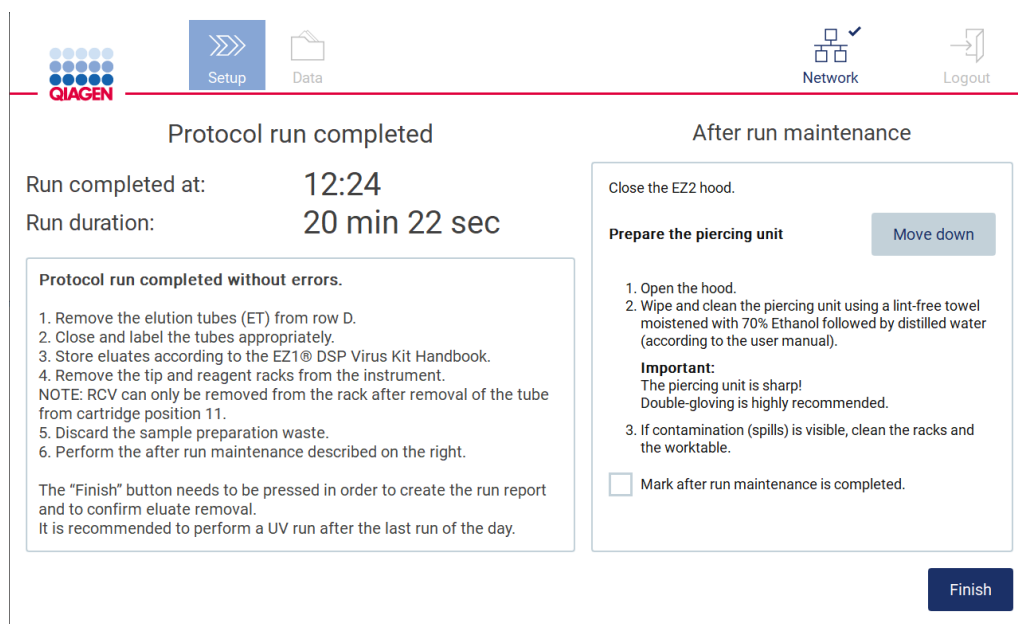 QIAGEN
Setup
Data
Network
Logout
Protocol run completed
Run completed at:
12:24
Run duration:
20 min 22 sec
Protocol run completed without errors.
1. Remove the elution tubes (ET) from row D.
2. Close and label the tubes appropriately.
3. Store eluates according to the EZ1® DSP Virus Kit Handbook.
4. Remove the tip and reagent racks from the instrument.
NOTE: RCV can only be removed from the rack after removal of the tube
from cartridge position 11.
5. Discard the sample preparation waste.
6. Perform the after run maintenance described on the right.
The “Finish” button needs to be pressed in order to create the run report
and to confirm eluate removal.
It is recommended to perform a UV run after the last run of the day.
After run maintenance
Close the EZ2 hood.
Prepare the piercing unit
Move down
1. Open the hood.
2. Wipe and clean the piercing unit using a lint-free towel
moistened with 70% Ethanol followed by distilled water
(according to the user manual).
Important:
The piercing unit is sharp!
Double-gloving is highly recommended.
3. If contamination (spills) is visible, clean the racks and
the worktable.
Mark after run maintenance is completed.
Finish